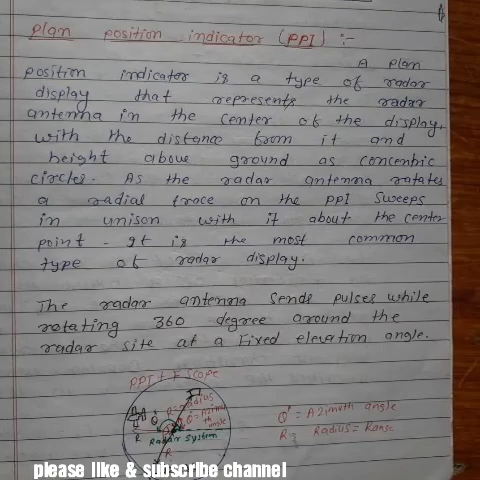 Plan position indicator (PPI) :-
A plan
position indicator is a type of radar
display that represents the radar
antenna in the center of the display,
with the distance from it and
height above ground as concentric
circles. As the radar antenna rotates
a radial trace on the PPI Sweeps
in unison with it about the center
point. It is the most common
type of radar display.
The radar antenna sends pulses while
rotating 360 degree around the
radar site at a fixed elevation angle.
PPI
Scope
R = radius
angle
R
Radar system
R
= Azimuth angle
R = Radius = Range
please like & subscribe channel